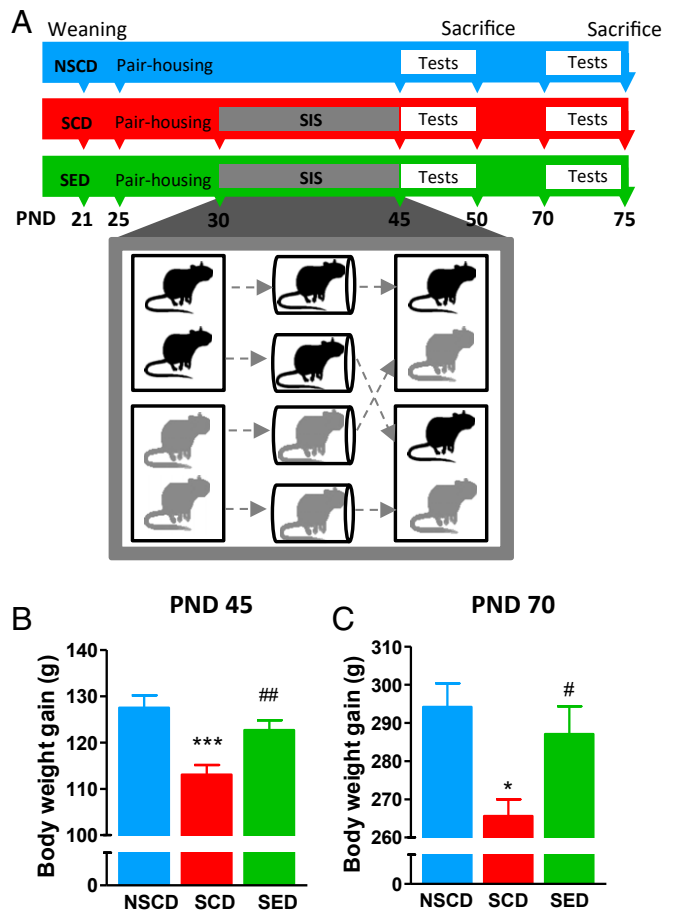 A
Weaning Sacrifice Sacrifice
NSCD Pair-housing Tests Tests
SCD Pair-housing SIS Tests Tests
SED Pair-housing SIS Tests Tests
PND 21 25 30 45 50 70 75
B
PND 45
Body weight gain (g)
140
130
120
110
100
0
***
##
NSCD SCD SED
C
PND 70
Body weight gain (g)
310
300
290
280
270
260
0
*
#
NSCD SCD SED